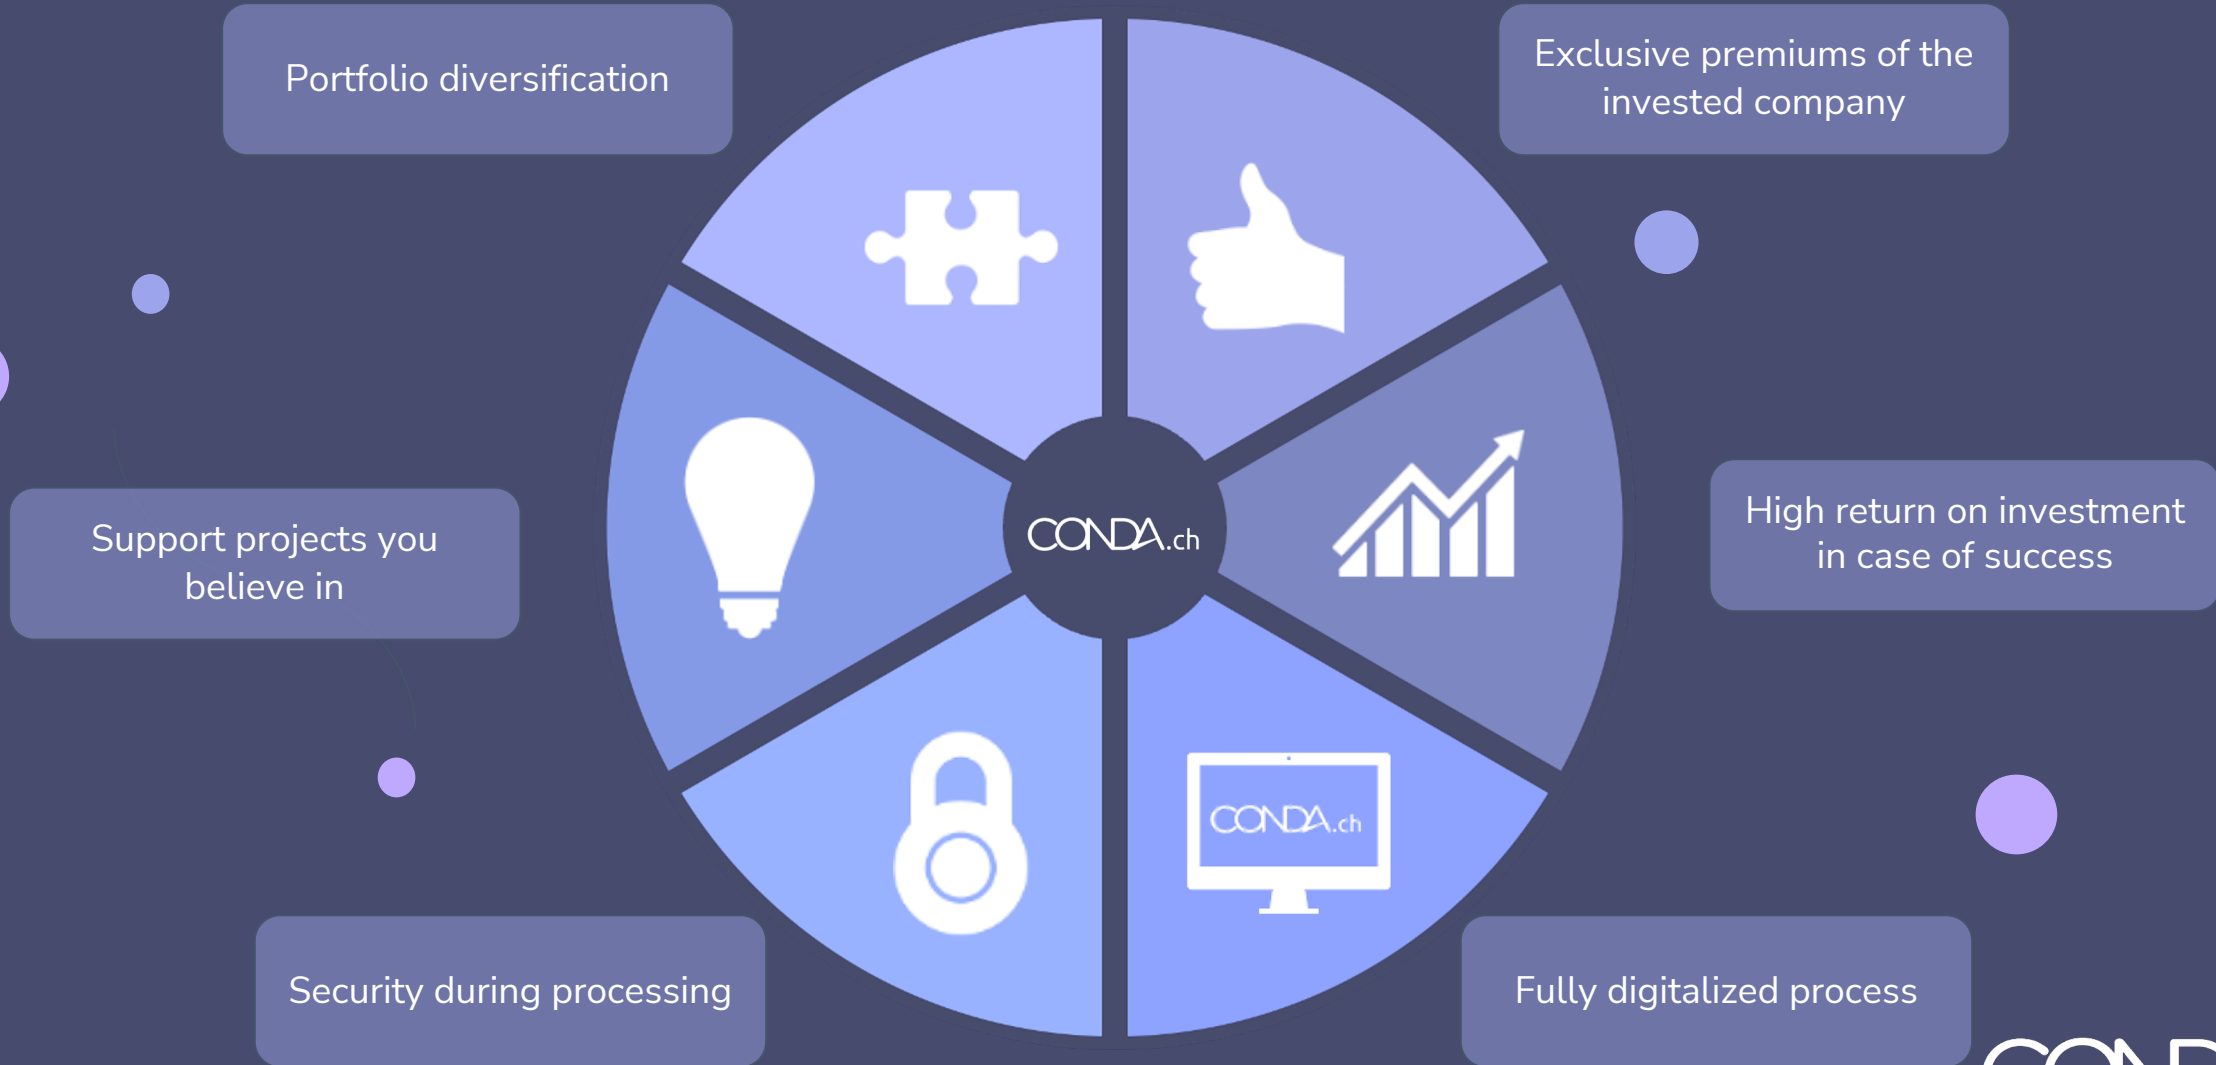 Portfolio diversification
Exclusive premiums of the
invested company
Support projects you
believe in
CONDA.ch
High return on investment
in case of success
CONDA.ch
Security during processing
Fully digitalized process